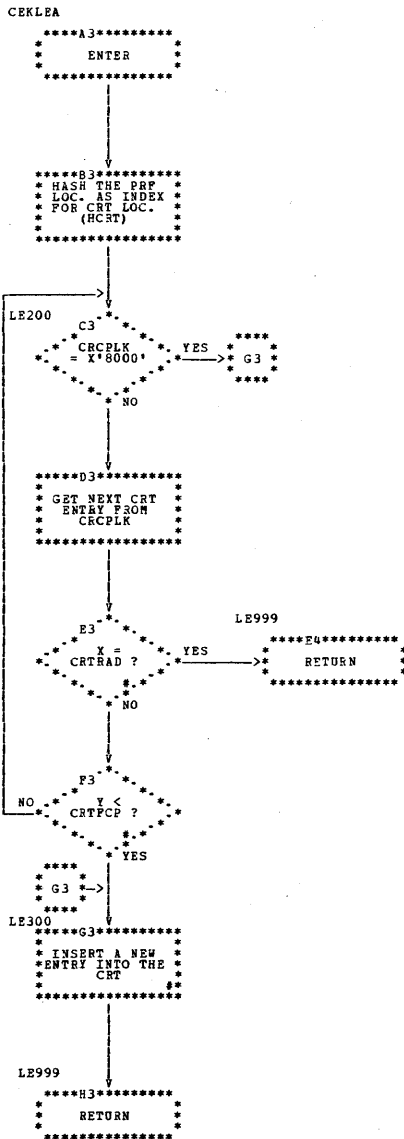 CEKLEA
A3
ENTER
B3
HASH THE PRF
LOC. AS INDEX
FOR CRT LOC.
(HCRT)
LE200
C3
CRCPLK
= X'8000'
YES
G3
NO
D3
GET NEXT CRT
ENTRY FROM
CRCPLK
E3
X =
CRTRAD ?
#
YES
NO
LE999
E4
RETURN
F3
Y <
CRTPCP ?
#
NO
YES
G3
LE300
G3
INSERT A NEW
ENTRY INTO THE
CRT
#
LE999
H3
RETURN